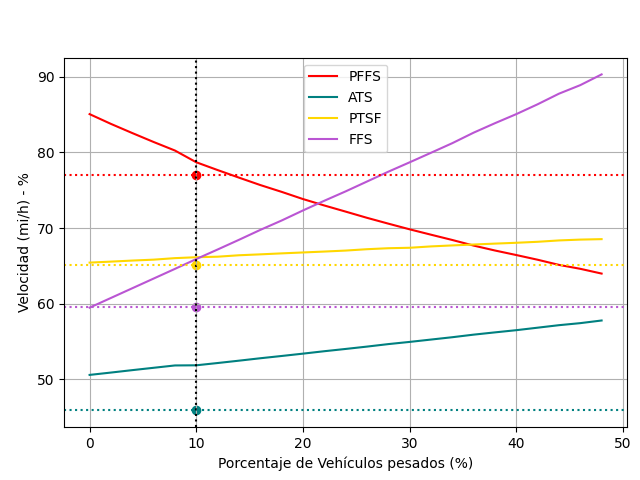 PFFS
ATS
PTSF
FFS
90
80
70
60
50
Velocidad (mi/h) - %
0 10 20 30 40 50
Porcentaje de Vehículos pesados (%)